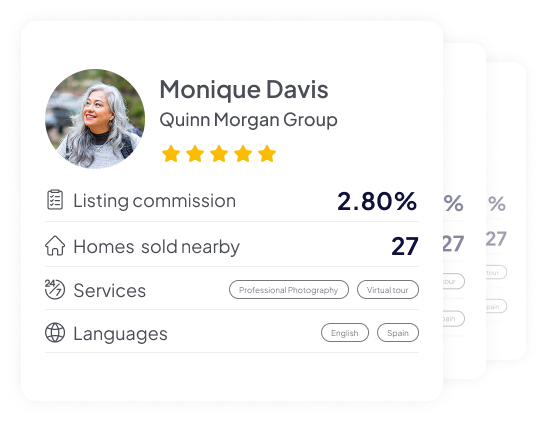 Monique Davis
Quinn Morgan Group
Listing commission 2.80%
Homes sold nearby 27
24/7 Services Professional Photography Virtual tour
Languages English Spain
% %
27 27
our tour
pain pain